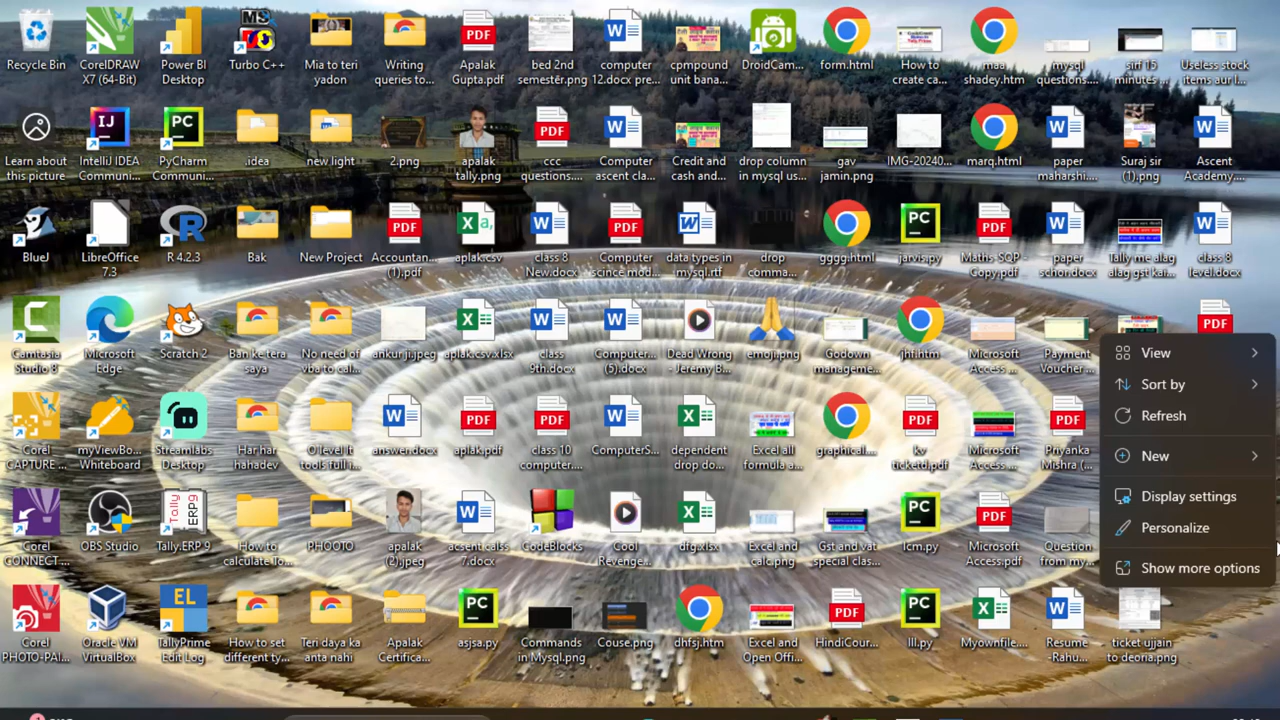 Recycle Bin
CorelDRAW
X7 (64-Bit)
Power BI
Desktop
Turbo C++
Mia to teri
yadon
Writing
queries to...
Apalak
Gupta.pdf
bed 2nd
semester.png
computer
12.docx pre...
cpmpound
unit bana...
DroidCam...
form.html
How to
create ca...
maa
shadey.htm
mysql
questions....
sirf 15
minutes ...
Useless stock
items aur l...
Learn about
this picture
IntelliJ IDEA
Communi...
PyCharm
Communi...
.idea
new light
2.png
apalak
tally.png
ccc
questions....
Computer
ascent cla...
Credit and
cash and...
drop column
in mysql us...
gav
jamin.png
IMG-20240...
marq.html
paper
maharshi...
Suraj sir
(1).png
Ascent
Academy....
BlueJ
LibreOffice
7.3
R 4.2.3
Bak
New Project
Accountan...
(1).pdf
aplak.csv
class 8
New.docx
Computer
scince mod...
data types in
mysql.rtf
drop
comma...
gggg.html
jarvis.py
Maths-SQP -
Copy.pdf
paper
schor.docx
Tally me alag
alag gst kai...
class 8
level.docx
Camtasia
Studio 8
Microsoft
Edge
Scratch 2
Ban ke tera
saya
No need of
vba to cal...
ankur ji.jpeg
aplak.csv.xlsx
class
9th.docx
Computer...
(5).docx
Dead Wrong
- Jeremy B...
emoji.png
Godown
manageme...
jhf.htm
Microsoft
Access ...
Payment
Voucher ...
PDF
View
Sort by
Refresh
New
Display settings
Personalize
Show more options
Corel
CAPTURE ...
myViewBo...
Whiteboard
Streamlabs
Desktop
Har har
hahadev
O level It
tools full i...
answer.docx
aplak.pdf
class 10
computer....
ComputerS...
dependent
drop do...
Excel all
formula a...
graphical....
kv
ticketd.pdf
Microsoft
Access ...
Priyanka
Mishra (...
Corel
CONNECT...
OBS Studio
Tally.ERP 9
How to
calculate To...
PHOOTO
apalak
(2).jpeg
acsent calss
7.docx
CodeBlocks
Cool
Revenge...
dfg.xlsx
Excel and
calc.png
Gst and vat
special clas...
lcm.py
Microsoft
Access.pdf
Question
from my...
Corel
PHOTO-PAI...
Oracle VM
VirtualBox
TallyPrime
Edit Log
How to set
different ty...
Teri daya ka
anta nahi
Apalak
Certifica...
asjsa.py
Commands
in Mysql.png
Couse.png
dhfsj.htm
Excel and
Open Offi...
HindiCour...
lll.py
Myownfile...
Resume
-Rahu...
ticket ujjain
to deoria.png